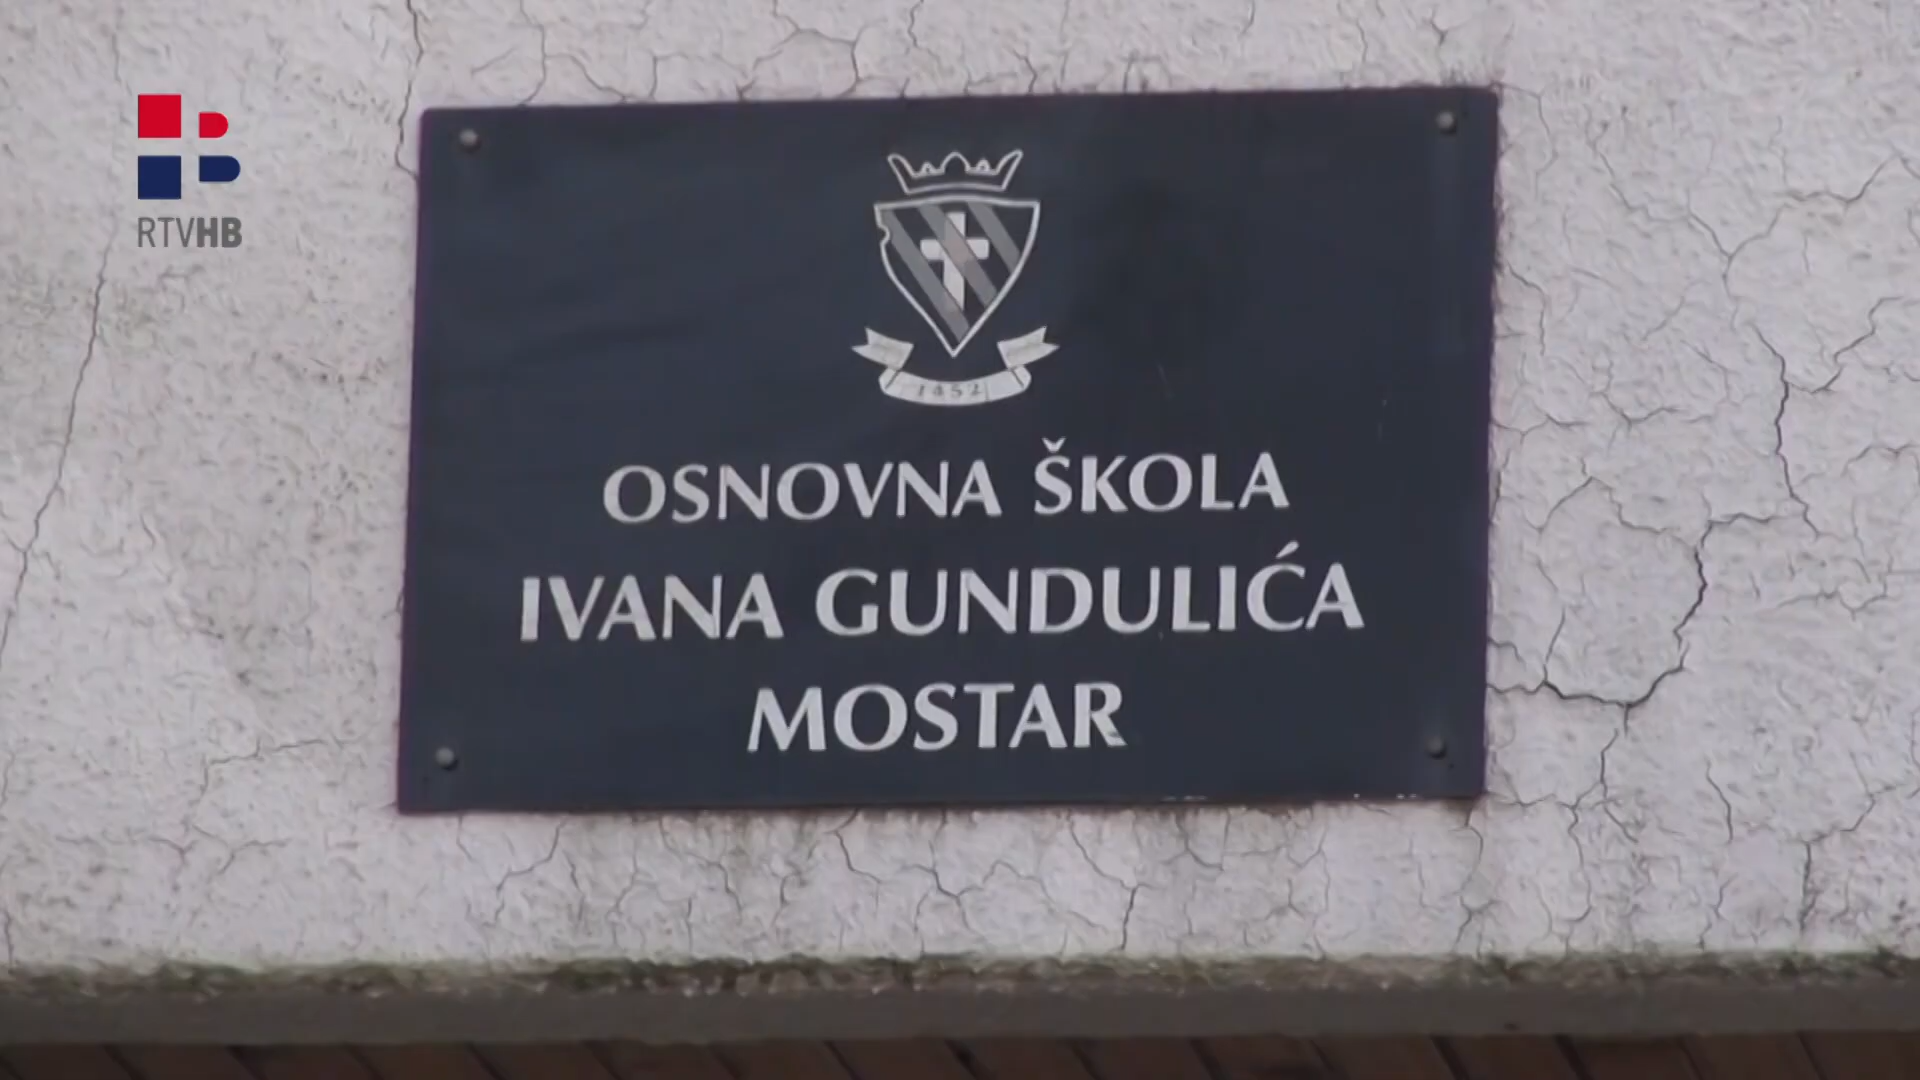 RTVHB
1452
OSNOVNA ŠKOLA
IVANA GUNDULIĆA
MOSTAR